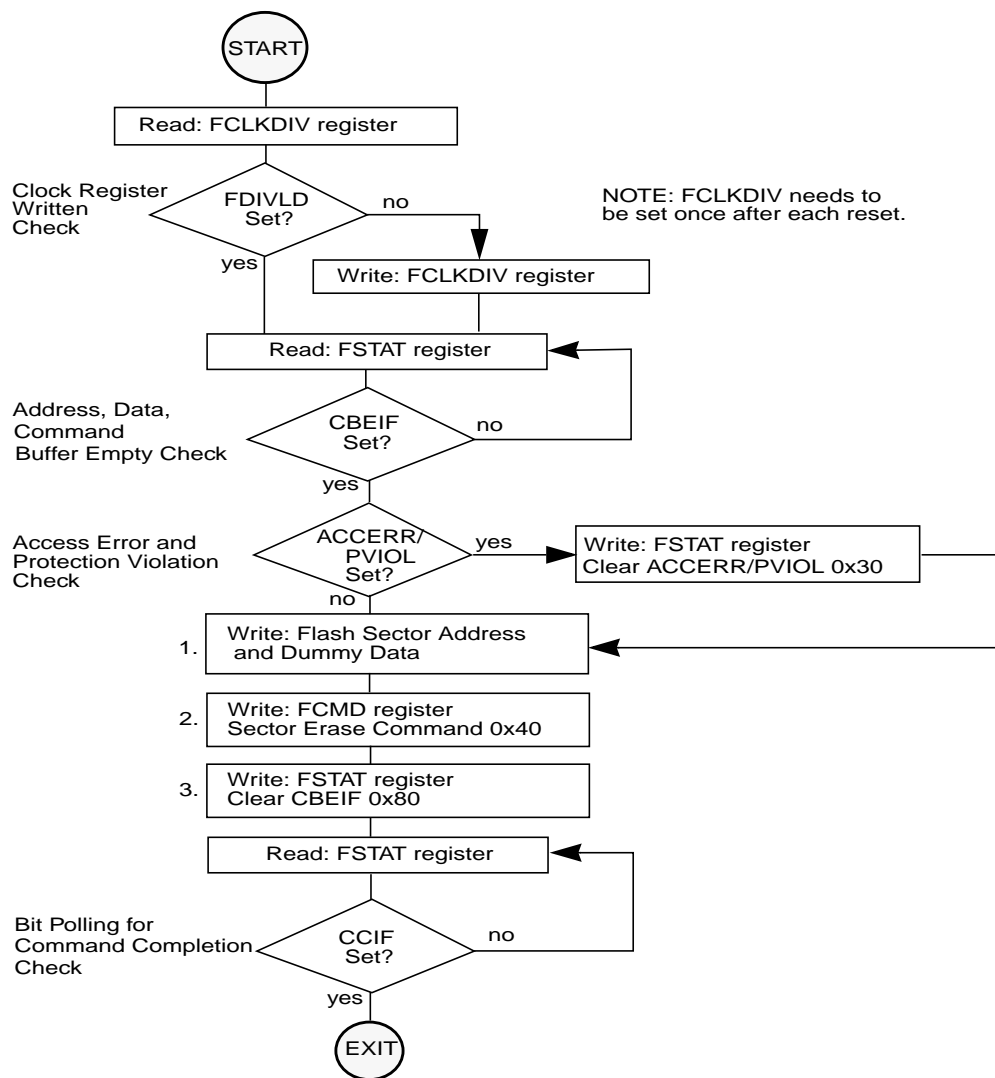 START
Read: FCLKDIV register
Clock Register
Written
Check
FDIVLD
Set?
no
yes
NOTE: FCLKDIV needs to
be set once after each reset.
Write: FCLKDIV register
Read: FSTAT register
Address, Data,
Command
Buffer Empty Check
CBEIF
Set?
no
yes
Access Error and
Protection Violation
Check
ACCERR/
PVIOL
Set?
yes
no
Write: FSTAT register
Clear ACCERR/PVIOL 0x30
1.
Write: Flash Sector Address
and Dummy Data
2.
Write: FCMD register
Sector Erase Command 0x40
3.
Write: FSTAT register
Clear CBEIF 0x80
Read: FSTAT register
Bit Polling for
Command Completion
Check
CCIF
Set?
no
yes
EXIT